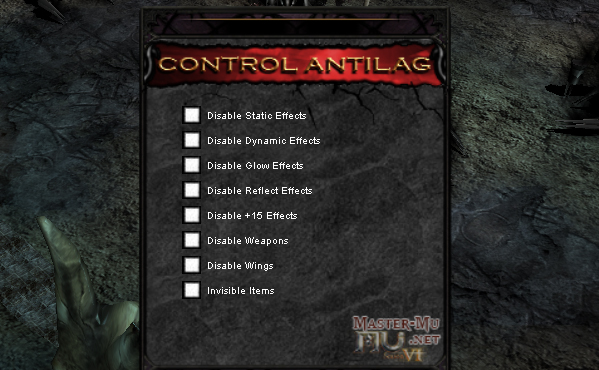 CONTROL ANTILAG
Disable Static Effects
Disable Dynamic Effects
Disable Glow Effects
Disable Reflect Effects
Disable +15 Effects
Disable Weapons
Disable Wings
Invisible Items
MASTER-MU
.NET
MU